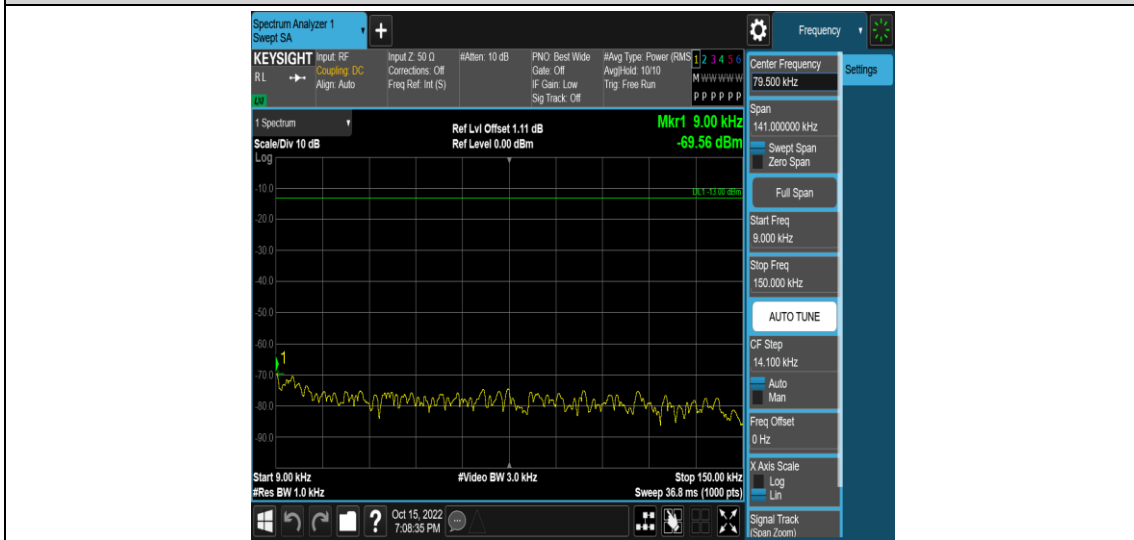 Spectrum Analyzer 1
Swept SA
+
Frequency
KEYSIGHT
RL
LXI
Input: RF
Coupling: DC
Align: Auto
Input Z: 50 Ω
Corrections: Off
Freq Ref: Int (S)
#Atten: 10 dB
PNO: Best Wide
Gate: Off
IF Gain: Low
Sig Track: Off
#Avg Type: Power (RMS
Avg|Hold: 10/10
Trig: Free Run
1 2 3 4 5 6
M W W W W W
P P P P P P
Center Frequency
79.500 kHz
Settings
Span
141.000000 kHz
Swept Span
Zero Span
Full Span
Start Freq
9.000 kHz
Stop Freq
150.000 kHz
AUTO TUNE
CF Step
14.100 kHz
Auto
Man
Freq Offset
0 Hz
X Axis Scale
Log
Lin
Signal Track
(Span Zoom)
1 Spectrum
Scale/Div 10 dB
Log
Ref Lvl Offset 1.11 dB
Ref Level 0.00 dBm
Mkr1 9.00 kHz
-69.56 dBm
DL1 -13.00 dBm
-10.0
-20.0
-30.0
-40.0
-50.0
-60.0
1
-70.0
-80.0
-90.0
Start 9.00 kHz
#Video BW 3.0 kHz
Stop 150.00 kHz
#Res BW 1.0 kHz
Sweep 36.8 ms (1000 pts)
?
Oct 15, 2022
7:08:35 PM